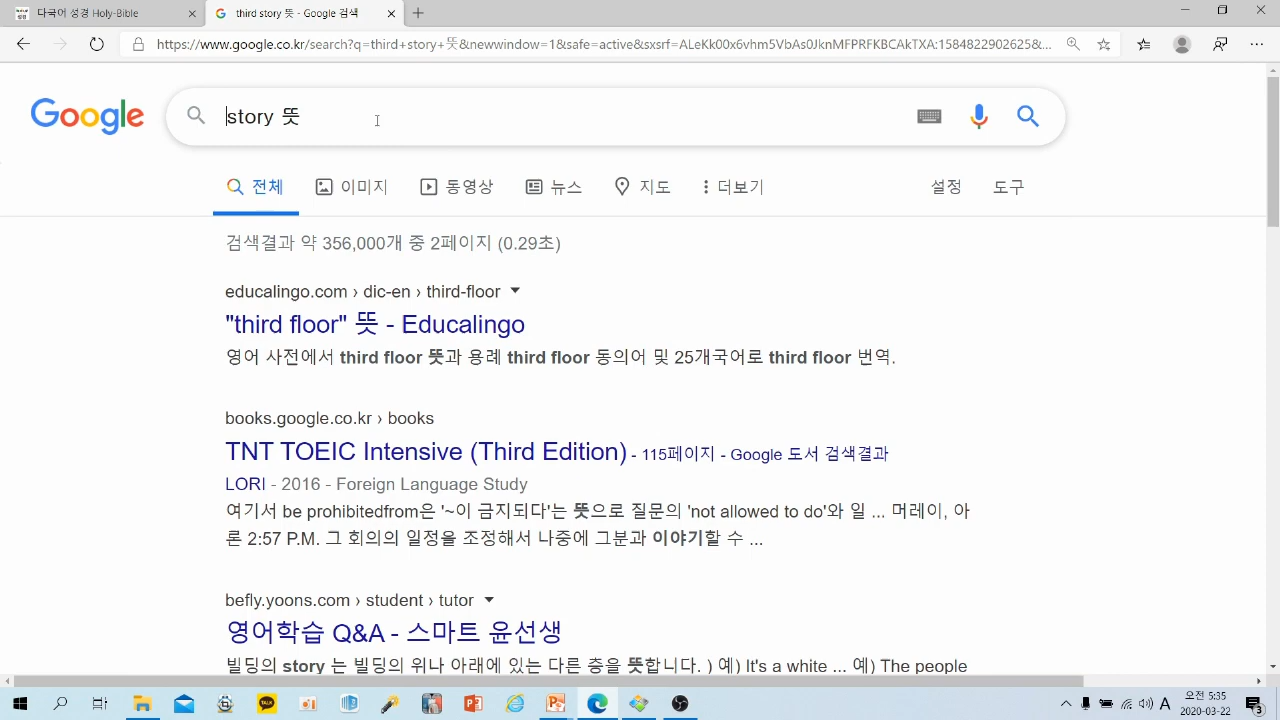 다국어 성경 Holy-Bible
third story 뜻 - Google 검색
https://www.google.co.kr/search?q=third+story+뜻&newwindow=1&safe=active&sxsrf=ALeKk00x6vhm5VbAs0JknMFPRFKBCAkTXA:1584822902625&...
Google
story 뜻
전체 이미지 동영상 뉴스 지도 더보기 설정 도구
검색결과 약 356,000개 중 2페이지 (0.29초)
educalingo.com › dic-en › third-floor
"third floor" 뜻 - Educalingo
영어 사전에서 third floor 뜻과 용례 third floor 동의어 및 25개국어로 third floor 번역.
books.google.co.kr › books
TNT TOEIC Intensive (Third Edition) - 115페이지 - Google 도서 검색결과
LORI - 2016 - Foreign Language Study
여기서 be prohibitedfrom은 '~이 금지되다'는 뜻으로 질문의 'not allowed to do'와 일 ... 머레이, 아
론 2:57 P.M. 그 회의의 일정을 조정해서 나중에 그분과 이야기할 수 ...
befly.yoons.com › student › tutor
영어학습 Q&A - 스마트 윤선생
빌딩의 story 는 빌딩의 위나 아래에 있는 다른 층을 뜻합니다. ) 예) It's a white ... 예) The people
TALK
A
오전 5:35
2020-03-22
3